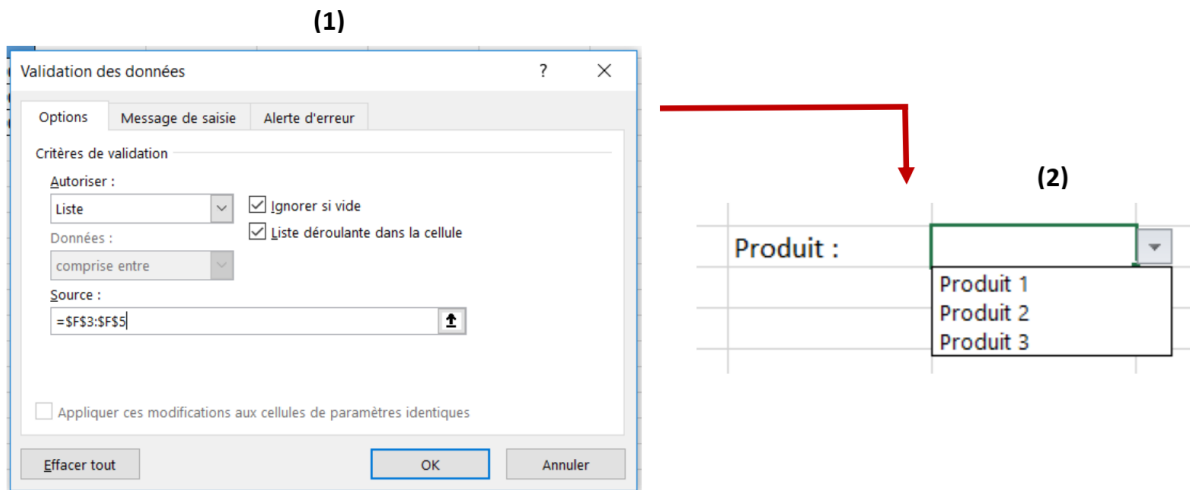 (1)
Validation des données
?
Options
Message de saisie
Alerte d'erreur
Critères de validation
Autoriser :
Liste
Ignorer si vide
Données :
Liste déroulante dans la cellule
comprise entre
Source :
=$F$3:$F$5
Appliquer ces modifications aux cellules de paramètres identiques
Effacer tout
OK
Annuler
(2)
Produit :
Produit 1
Produit 2
Produit 3